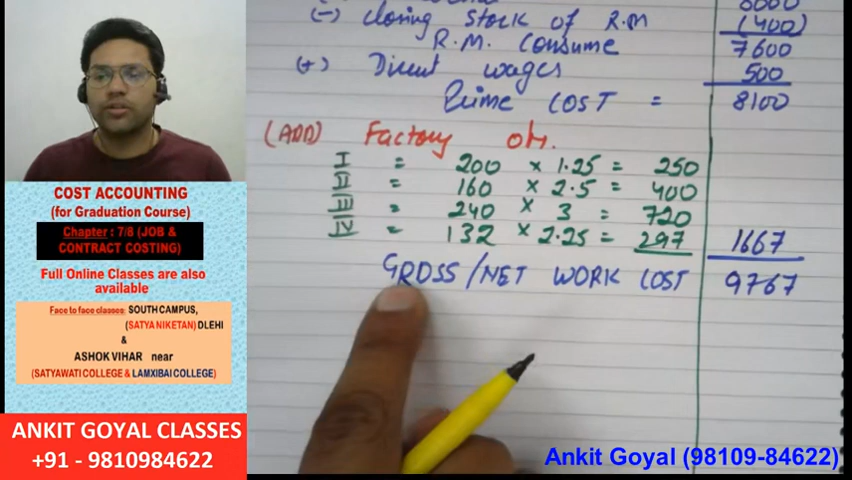 (-) Closing Stock of R.M (400)
R.M. Consume 7600
(+) Direct wages 500
Prime COST = 8100
(ADD) Factory oh.
I = 200 × 1.25 = 250
II = 160 × 2.5 = 400
III = 240 × 3 = 720
IV = 132 × 2.25 = 297 1667
GROSS/NET WORK COST 9767
COST ACCOUNTING
(for Graduation Course)
Chapter : 7/8 (JOB &
CONTRACT COSTING)
Full Online Classes are also
available
Face to face classes: SOUTH CAMPUS,
(SATYA NIKETAN) DLEHI
&
ASHOK VIHAR near
(SATYAWATI COLLEGE & LAMXIBAI COLLEGE)
ANKIT GOYAL CLASSES
+91 - 9810984622
Ankit Goyal (98109-84622)